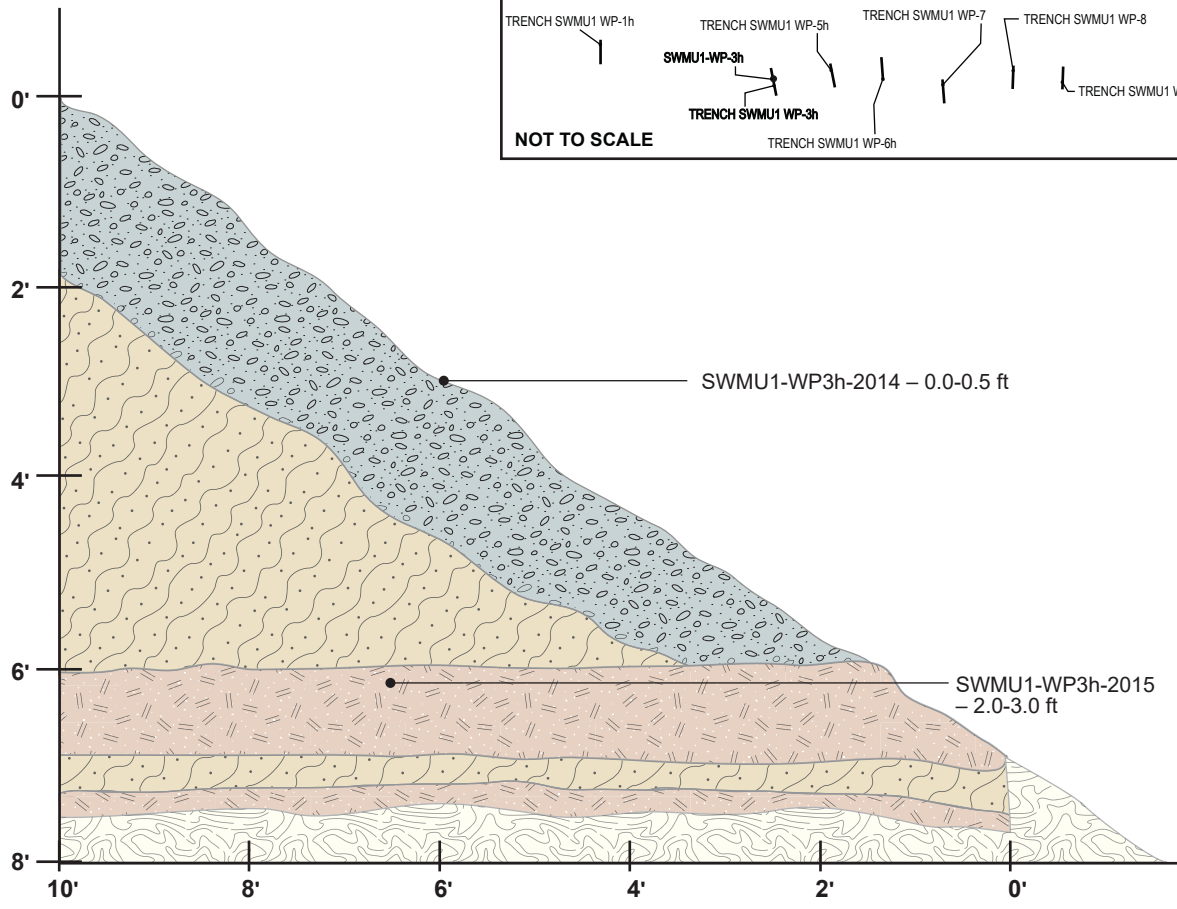 TRENCH SWMU1 WP-1h
TRENCH SWMU1 WP-5h
TRENCH SWMU1 WP-7
TRENCH SWMU1 WP-8
SWMU1-WP-3h
TRENCH SWMU1 WP-3h
TRENCH SWMU1
TRENCH SWMU1 WP-6h
NOT TO SCALE
0'
2'
SWMU1-WP3h-2014 – 0.0-0.5 ft
4'
6'
SWMU1-WP3h-2015
– 2.0-3.0 ft
8'
10' 8' 6' 4' 2' 0'